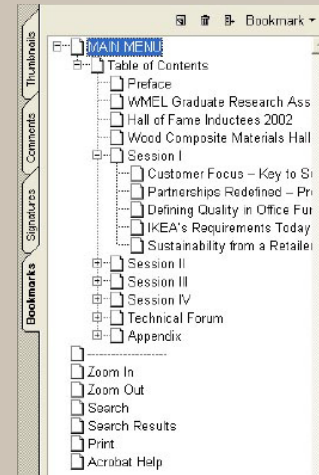 Bookmark
Thumbnails
Comments
Signatures
Bookmarks
MAIN MENU
Table of Contents
Preface
WMEL Graduate Research Ass
Hall of Fame Inductees 2002
Wood Composite Materials Hall
Session I
Customer Focus – Key to S
Partnerships Redefined – Pr
Defining Quality in Office Fur
IKEA's Requirements Today
Sustainability from a Retailer
Session II
Session III
Session IV
Technical Forum
Appendix
--------------------
Zoom In
Zoom Out
Search
Search Results
Print
Acrobat Help